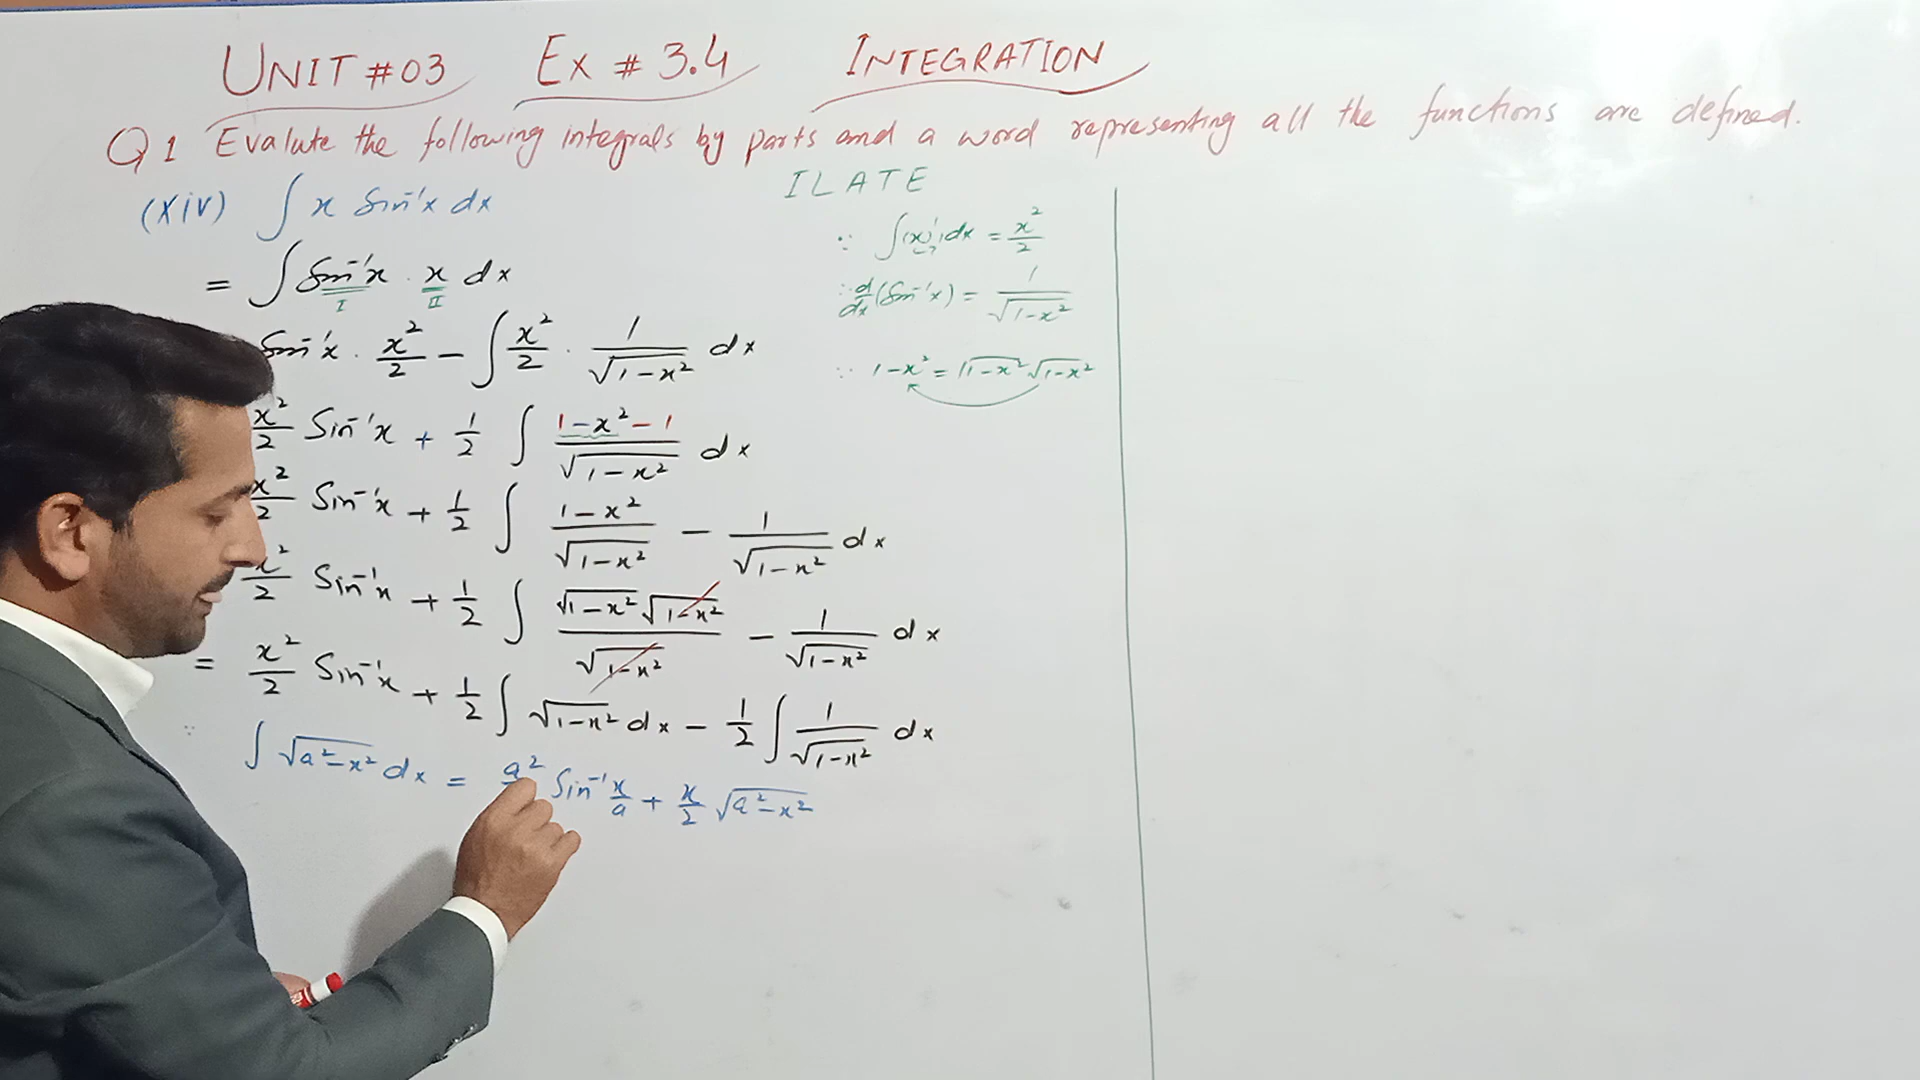 UNIT #03 Ex # 3.4 INTEGRATION
Q1 Evalute the following integrals by parts and a word representing all the functions are defined.
(xiv) ∫ x Sin⁻¹x dx
= ∫ Sin⁻¹x · x dx
I II
Sin⁻¹x · x²/2 − ∫ x²/2 · 1/√(1−x²) dx
x²/2 Sin⁻¹x + 1/2 ∫ (1−x²−1)/√(1−x²) dx
x²/2 Sin⁻¹x + 1/2 ∫ (1−x²)/√(1−x²) − 1/√(1−x²) dx
x²/2 Sin⁻¹x + 1/2 ∫ √(1−x²)√(1−x²)/√(1−x²) − 1/√(1−x²) dx
= x²/2 Sin⁻¹x + 1/2 ∫ √(1−x²) dx − 1/2 ∫ 1/√(1−x²) dx
∵ ∫ √(a²−x²) dx = a² Sin⁻¹ x/a + x/2 √(a²−x²)
ILATE
∵ ∫(x)¹dx = x²/2
∵ d/dx (Sin⁻¹x) = 1/√(1−x²)
∵ 1−x² = √(1−x²) √(1−x²)